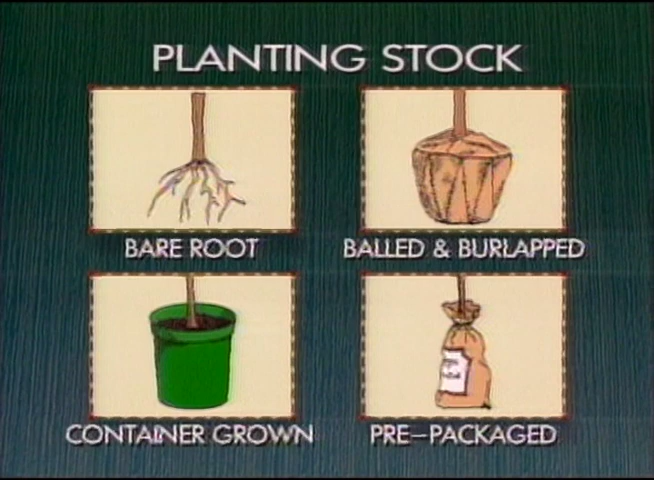 PLANTING STOCK
BARE ROOT
BALLED & BURLAPPED
CONTAINER GROWN
PRE-PACKAGED